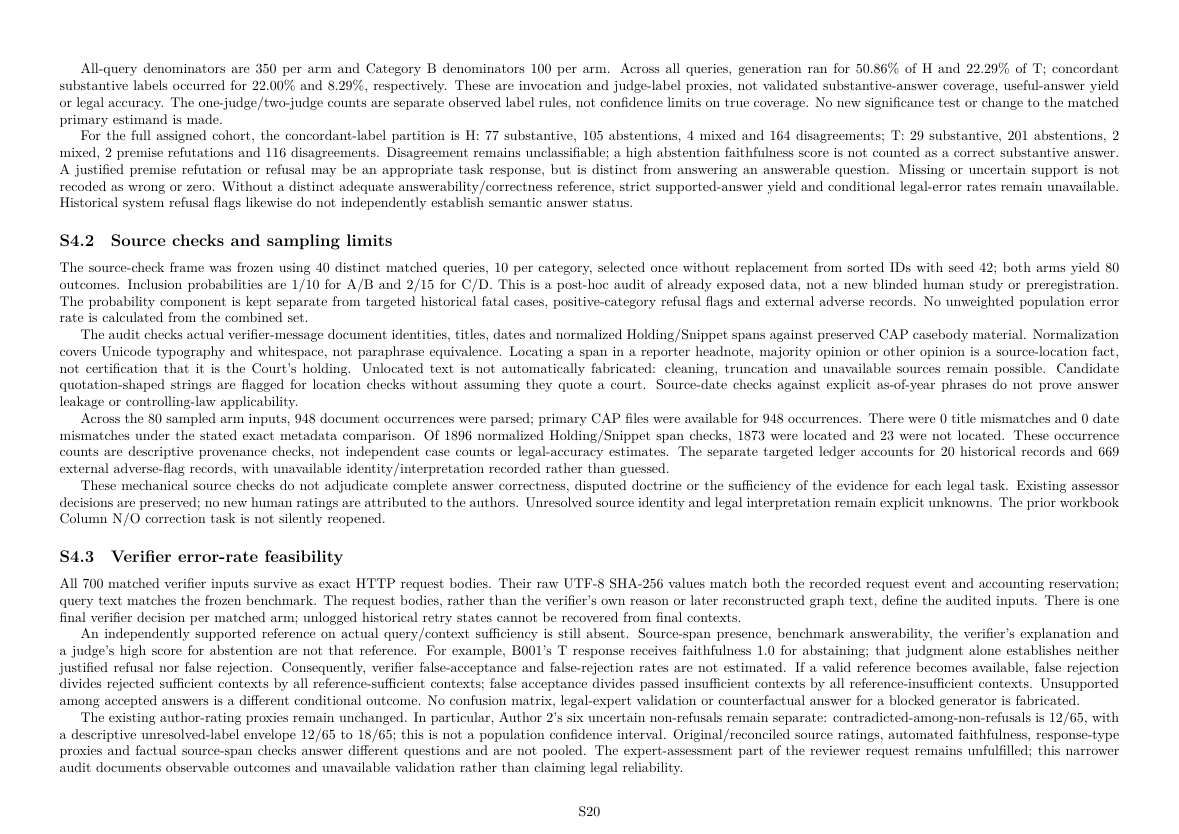 All-query denominators are 350 per arm and Category B denominators 100 per arm. Across all queries, generation ran for 50.86% of H and 22.29% of T; concordant
substantive labels occurred for 22.00% and 8.29%, respectively. These are invocation and judge-label proxies, not validated substantive-answer coverage, useful-answer yield
or legal accuracy. The one-judge/two-judge counts are separate observed label rules, not confidence limits on true coverage. No new significance test or change to the matched
primary estimand is made.
For the full assigned cohort, the concordant-label partition is H: 77 substantive, 105 abstentions, 4 mixed and 164 disagreements; T: 29 substantive, 201 abstentions, 2
mixed, 2 premise refutations and 116 disagreements. Disagreement remains unclassifiable; a high abstention faithfulness score is not counted as a correct substantive answer.
A justified premise refutation or refusal may be an appropriate task response, but is distinct from answering an answerable question. Missing or uncertain support is not
recoded as wrong or zero. Without a distinct adequate answerability/correctness reference, strict supported-answer yield and conditional legal-error rates remain unavailable.
Historical system refusal flags likewise do not independently establish semantic answer status.
S4.2 Source checks and sampling limits
The source-check frame was frozen using 40 distinct matched queries, 10 per category, selected once without replacement from sorted IDs with seed 42; both arms yield 80
outcomes. Inclusion probabilities are 1/10 for A/B and 2/15 for C/D. This is a post-hoc audit of already exposed data, not a new blinded human study or preregistration.
The probability component is kept separate from targeted historical fatal cases, positive-category refusal flags and external adverse records. No unweighted population error
rate is calculated from the combined set.
The audit checks actual verifier-message document identities, titles, dates and normalized Holding/Snippet spans against preserved CAP casebody material. Normalization
covers Unicode typography and whitespace, not paraphrase equivalence. Locating a span in a reporter headnote, majority opinion or other opinion is a source-location fact,
not certification that it is the Court's holding. Unlocated text is not automatically fabricated: cleaning, truncation and unavailable sources remain possible. Candidate
quotation-shaped strings are flagged for location checks without assuming they quote a court. Source-date checks against explicit as-of-year phrases do not prove answer
leakage or controlling-law applicability.
Across the 80 sampled arm inputs, 948 document occurrences were parsed; primary CAP files were available for 948 occurrences. There were 0 title mismatches and 0 date
mismatches under the stated exact metadata comparison. Of 1896 normalized Holding/Snippet span checks, 1873 were located and 23 were not located. These occurrence
counts are descriptive provenance checks, not independent case counts or legal-accuracy estimates. The separate targeted ledger accounts for 20 historical records and 669
external adverse-flag records, with unavailable identity/interpretation recorded rather than guessed.
These mechanical source checks do not adjudicate complete answer correctness, disputed doctrine or the sufficiency of the evidence for each legal task. Existing assessor
decisions are preserved; no new human ratings are attributed to the authors. Unresolved source identity and legal interpretation remain explicit unknowns. The prior workbook
Column N/O correction task is not silently reopened.
S4.3 Verifier error-rate feasibility
All 700 matched verifier inputs survive as exact HTTP request bodies. Their raw UTF-8 SHA-256 values match both the recorded request event and accounting reservation;
query text matches the frozen benchmark. The request bodies, rather than the verifier's own reason or later reconstructed graph text, define the audited inputs. There is one
final verifier decision per matched arm; unlogged historical retry states cannot be recovered from final contexts.
An independently supported reference on actual query/context sufficiency is still absent. Source-span presence, benchmark answerability, the verifier's explanation and
a judge's high score for abstention are not that reference. For example, B001's T response receives faithfulness 1.0 for abstaining; that judgment alone establishes neither
justified refusal nor false rejection. Consequently, verifier false-acceptance and false-rejection rates are not estimated. If a valid reference becomes available, false rejection
divides rejected sufficient contexts by all reference-sufficient contexts; false acceptance divides passed insufficient contexts by all reference-insufficient contexts. Unsupported
among accepted answers is a different conditional outcome. No confusion matrix, legal-expert validation or counterfactual answer for a blocked generator is fabricated.
The existing author-rating proxies remain unchanged. In particular, Author 2's six uncertain non-refusals remain separate: contradicted-among-non-refusals is 12/65, with
a descriptive unresolved-label envelope 12/65 to 18/65; this is not a population confidence interval. Original/reconciled source ratings, automated faithfulness, response-type
proxies and factual source-span checks answer different questions and are not pooled. The expert-assessment part of the reviewer request remains unfulfilled; this narrower
audit documents observable outcomes and unavailable validation rather than claiming legal reliability.
S20